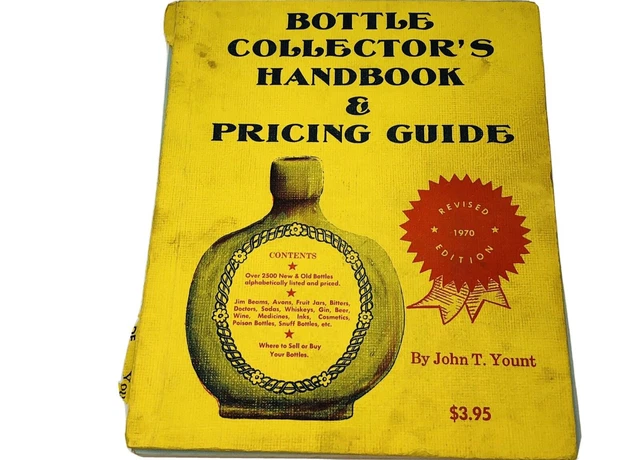 BOTTLE
COLLECTOR'S
HANDBOOK
&
PRICING GUIDE
CONTENTS
Over 2500 New & Old Bottles
alphabetically listed and priced.
Jim Beams, Avons, Fruit Jars, Bitters,
Doctors, Sodas, Whiskeys, Gin, Beer,
Wine, Medicines, Inks, Cosmetics,
Poison Bottles, Snuff Bottles, etc.
Where to Sell or Buy
Your Bottles.
REVISED
1970
EDITION
By John T. Yount
$3.95